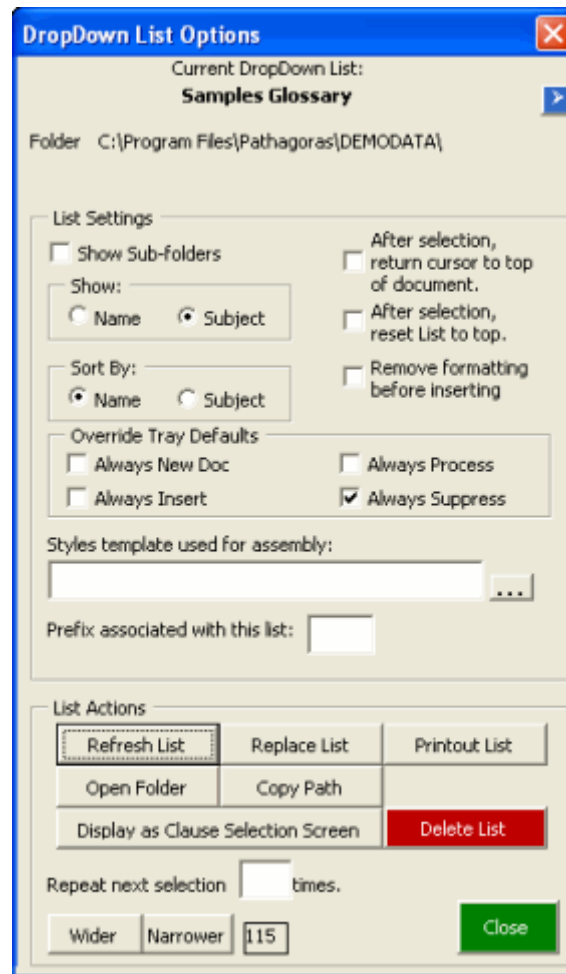 DropDown List Options
Current DropDown List:
Samples Glossary
Folder C:\Program Files\Pathagoras\DEMODATA\
List Settings
Show Sub-folders
After selection,
return cursor to top
of document.
Show:
Name Subject
After selection,
reset List to top.
Sort By:
Name Subject
Remove formatting
before inserting
Override Tray Defaults
Always New Doc Always Process
Always Insert Always Suppress
Styles template used for assembly:
...
Prefix associated with this list:
List Actions
Refresh List Replace List Printout List
Open Folder Copy Path
Display as Clause Selection Screen Delete List
Repeat next selection times.
Wider Narrower 115 Close